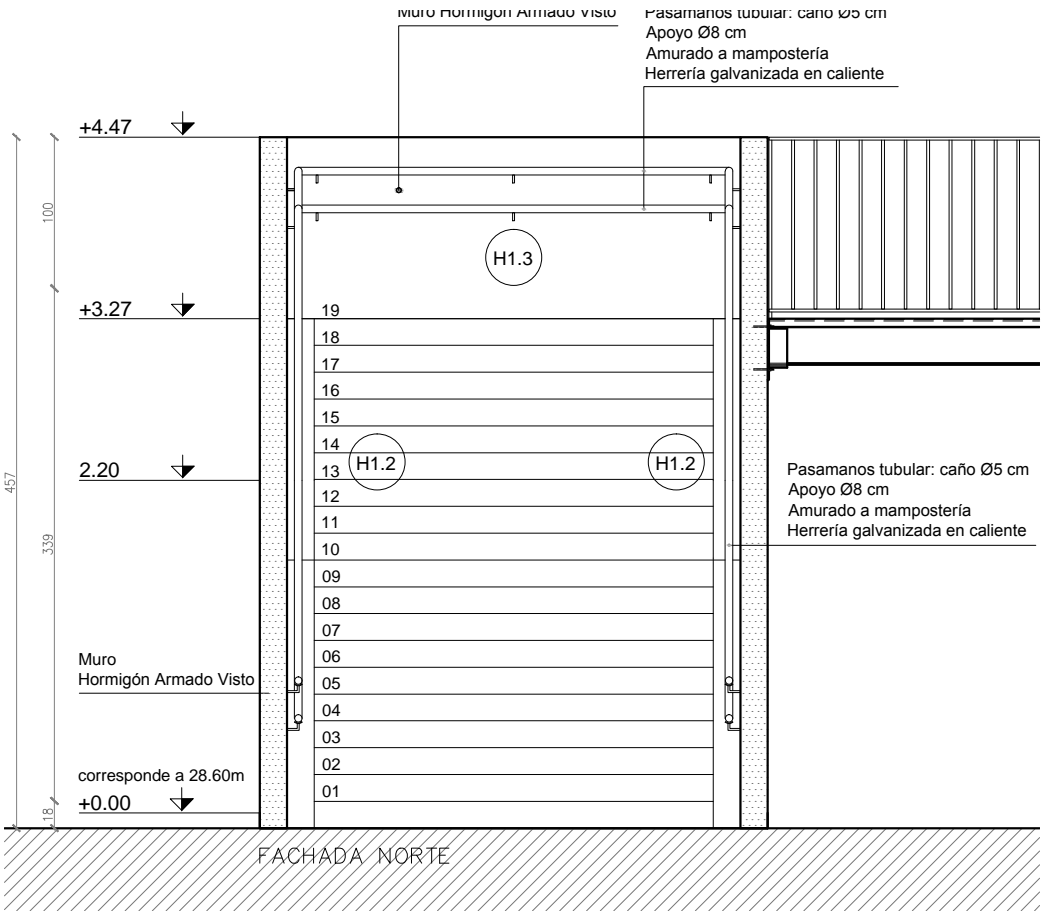 Muro Hormigón Armado Visto
Pasamanos tubular: caño Ø5 cm
Apoyo Ø8 cm
Amurado a mampostería
Herrería galvanizada en caliente
+4.47
100
H1.3
+3.27
19
18
17
16
15
14
H1.2
H1.2
13
2.20
457
Pasamanos tubular: caño Ø5 cm
Apoyo Ø8 cm
Amurado a mampostería
Herrería galvanizada en caliente
12
11
339
10
09
08
07
06
Muro
Hormigón Armado Visto
05
04
03
02
corresponde a 28.60m
01
+0.00
18
FACHADA NORTE